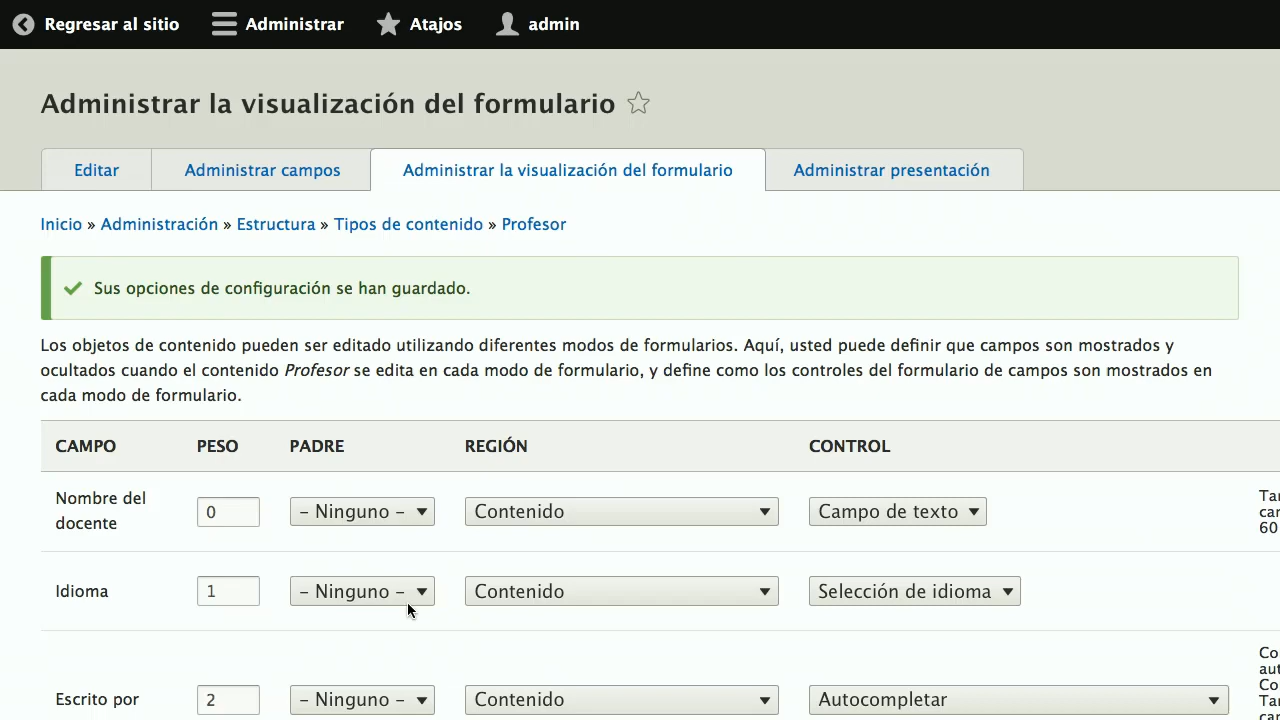 Regresar al sitio Administrar Atajos admin
Administrar la visualización del formulario
Editar Administrar campos Administrar la visualización del formulario Administrar presentación
Inicio » Administración » Estructura » Tipos de contenido » Profesor
Sus opciones de configuración se han guardado.
Los objetos de contenido pueden ser editado utilizando diferentes modos de formularios. Aquí, usted puede definir que campos son mostrados y
ocultados cuando el contenido Profesor se edita en cada modo de formulario, y define como los controles del formulario de campos son mostrados en
cada modo de formulario.
CAMPO PESO PADRE REGIÓN CONTROL
Nombre del
docente
0 – Ninguno – Contenido Campo de texto
60
Idioma 1 – Ninguno – Contenido Selección de idioma
Escrito por 2 – Ninguno – Contenido Autocompletar